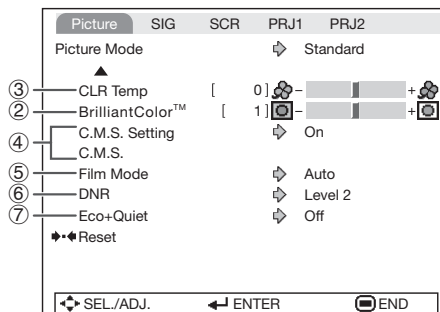 Picture SIG SCR PRJ1 PRJ2
Picture Mode Standard
③ CLR Temp [ 0] - +
② BrilliantColor™ [ 1] - +
④ C.M.S. Setting On
C.M.S.
⑤ Film Mode Auto
⑥ DNR Level 2
⑦ Eco+Quiet Off
Reset
SEL./ADJ. ENTER END